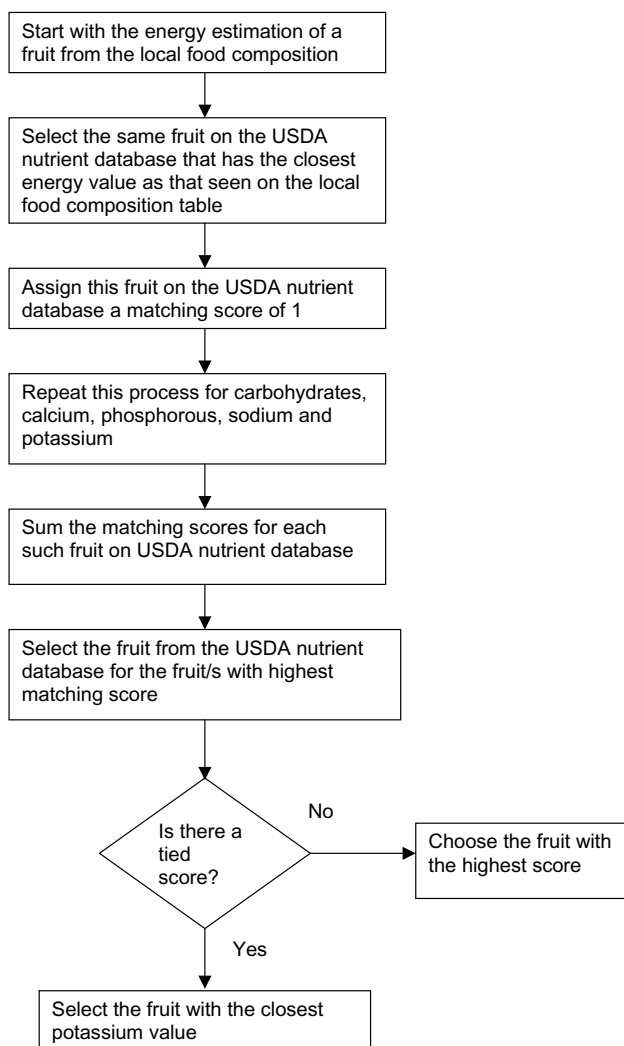 Start with the energy estimation of a
fruit from the local food composition
Select the same fruit on the USDA
nutrient database that has the closest
energy value as that seen on the local
food composition table
Assign this fruit on the USDA nutrient
database a matching score of 1
Repeat this process for carbohydrates,
calcium, phosphorous, sodium and
potassium
Sum the matching scores for each
such fruit on USDA nutrient database
Select the fruit from the USDA nutrient
database for the fruit/s with highest
matching score
Is there a
tied
score?
No
Choose the fruit with
the highest score
Yes
Select the fruit with the closest
potassium value